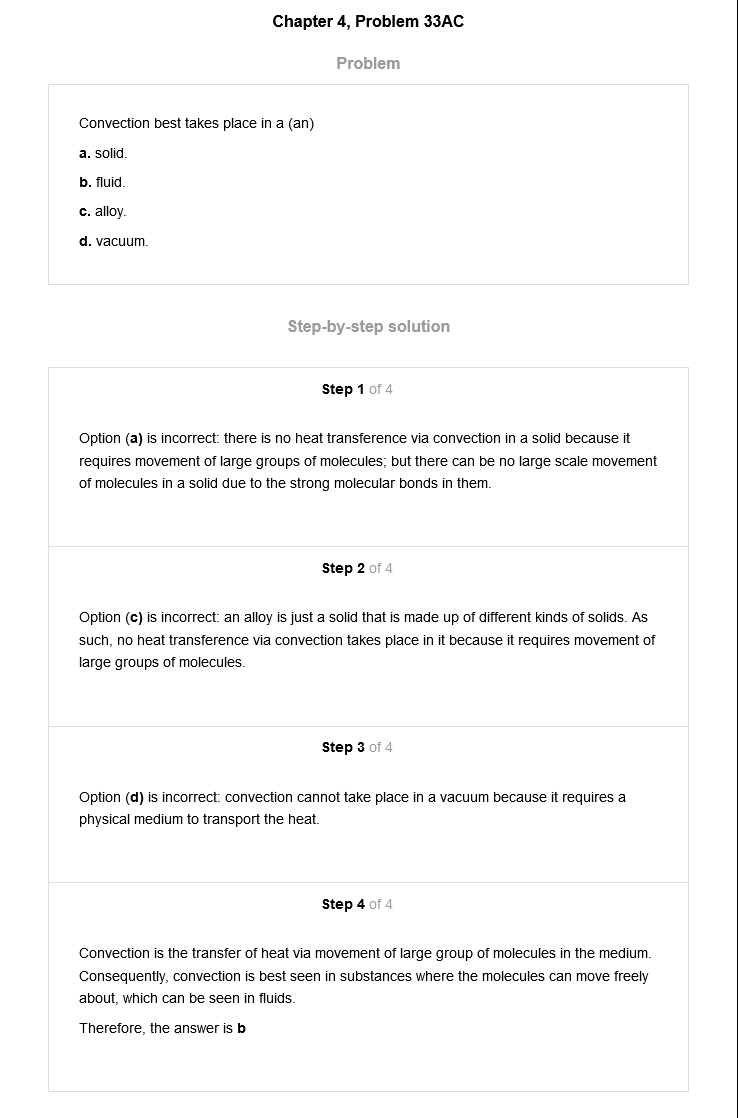 Chapter 4, Problem 33AC
Problem
Convection best takes place in a (an)
a. solid.
b. fluid.
c. alloy.
d. vacuum.
Step-by-step solution
Step 1 of 4
Option (a) is incorrect: there is no heat transference via convection in a solid because it
requires movement of large groups of molecules; but there can be no large scale movement
of molecules in a solid due to the strong molecular bonds in them.
Step 2 of 4
Option (c) is incorrect: an alloy is just a solid that is made up of different kinds of solids. As
such, no heat transference via convection takes place in it because it requires movement of
large groups of molecules.
Step 3 of 4
Option (d) is incorrect: convection cannot take place in a vacuum because it requires a
physical medium to transport the heat.
Step 4 of 4
Convection is the transfer of heat via movement of large group of molecules in the medium.
Consequently, convection is best seen in substances where the molecules can move freely
about, which can be seen in fluids.
Therefore, the answer is b